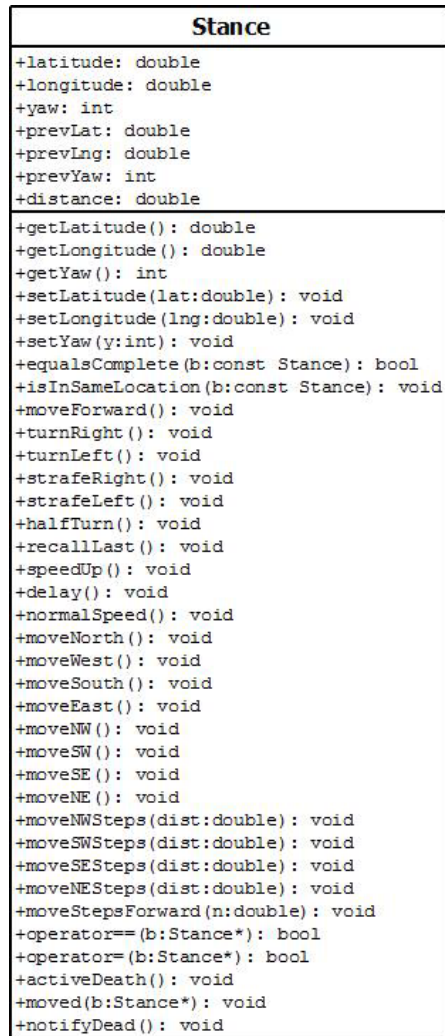 Stance
+latitude: double
+longitude: double
+yaw: int
+prevLat: double
+prevLng: double
+prevYaw: int
+distance: double
+getLatitude(): double
+getLongitude(): double
+getYaw(): int
+setLatitude(lat:double): void
+setLongitude(lng:double): void
+setYaw(y:int): void
+equalsComplete(b:const Stance): bool
+isInSameLocation(b:const Stance): void
+moveForward(): void
+turnRight(): void
+turnLeft(): void
+strafeRight(): void
+strafeLeft(): void
+halfTurn(): void
+recallLast(): void
+speedUp(): void
+delay(): void
+normalSpeed(): void
+moveNorth(): void
+moveWest(): void
+moveSouth(): void
+moveEast(): void
+moveNW(): void
+moveSW(): void
+moveSE(): void
+moveNE(): void
+moveNWSteps(dist:double): void
+moveSWSteps(dist:double): void
+moveSESteps(dist:double): void
+moveNESteps(dist:double): void
+moveStepsForward(n:double): void
+operator==(b:Stance*): bool
+operator=(b:Stance*): bool
+activeDeath(): void
+moved(b:Stance*): void
+notifyDead(): void